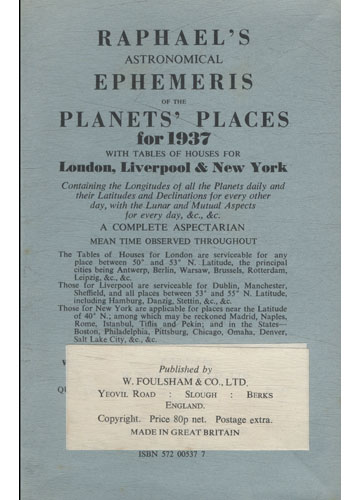 RAPHAEL'S
ASTRONOMICAL
EPHEMERIS
OF THE
PLANETS' PLACES
for 1937
WITH TABLES OF HOUSES FOR
London, Liverpool & New York
Containing the Longitudes of all the Planets daily and
their Latitudes and Declinations for every other
day, with the Lunar and Mutual Aspects
for every day, &c., &c.
A COMPLETE ASPECTARIAN
MEAN TIME OBSERVED THROUGHOUT
The Tables of Houses for London are serviceable for any
place between 50° and 53° N. Latitude, the principal
cities being Antwerp, Berlin, Warsaw, Brussels, Rotterdam,
Leipzig, &c., &c.
Those for Liverpool are serviceable for Dublin, Manchester,
Sheffield, and all places between 53° and 55° N. Latitude,
including Hamburg, Danzig, Stettin, &c., &c.
Those for New York are applicable for places near the Latitude
of 40° N.; among which may be reckoned Madrid, Naples,
Rome, Istanbul, Tiflis and Pekin; and in the States—
Boston, Philadelphia, Pittsburg, Chicago, Omaha, Denver,
Salt Lake City, &c., &c.
Published by
W. FOULSHAM & CO., LTD.
YEOVIL ROAD : SLOUGH : BERKS
ENGLAND.
Copyright. Price 80p net. Postage extra.
MADE IN GREAT BRITAIN
ISBN 572 00537 7